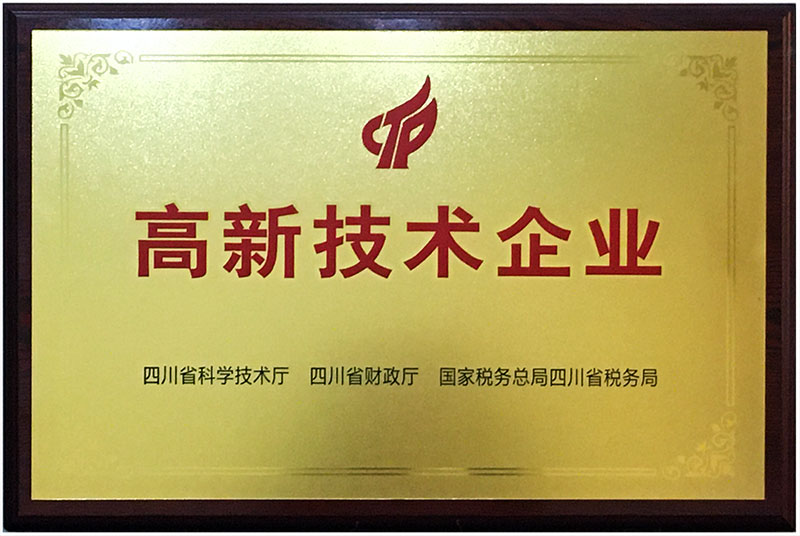 CTP
高新技术企业
四川省科学技术厅 四川省财政厅 国家税务总局四川省税务局